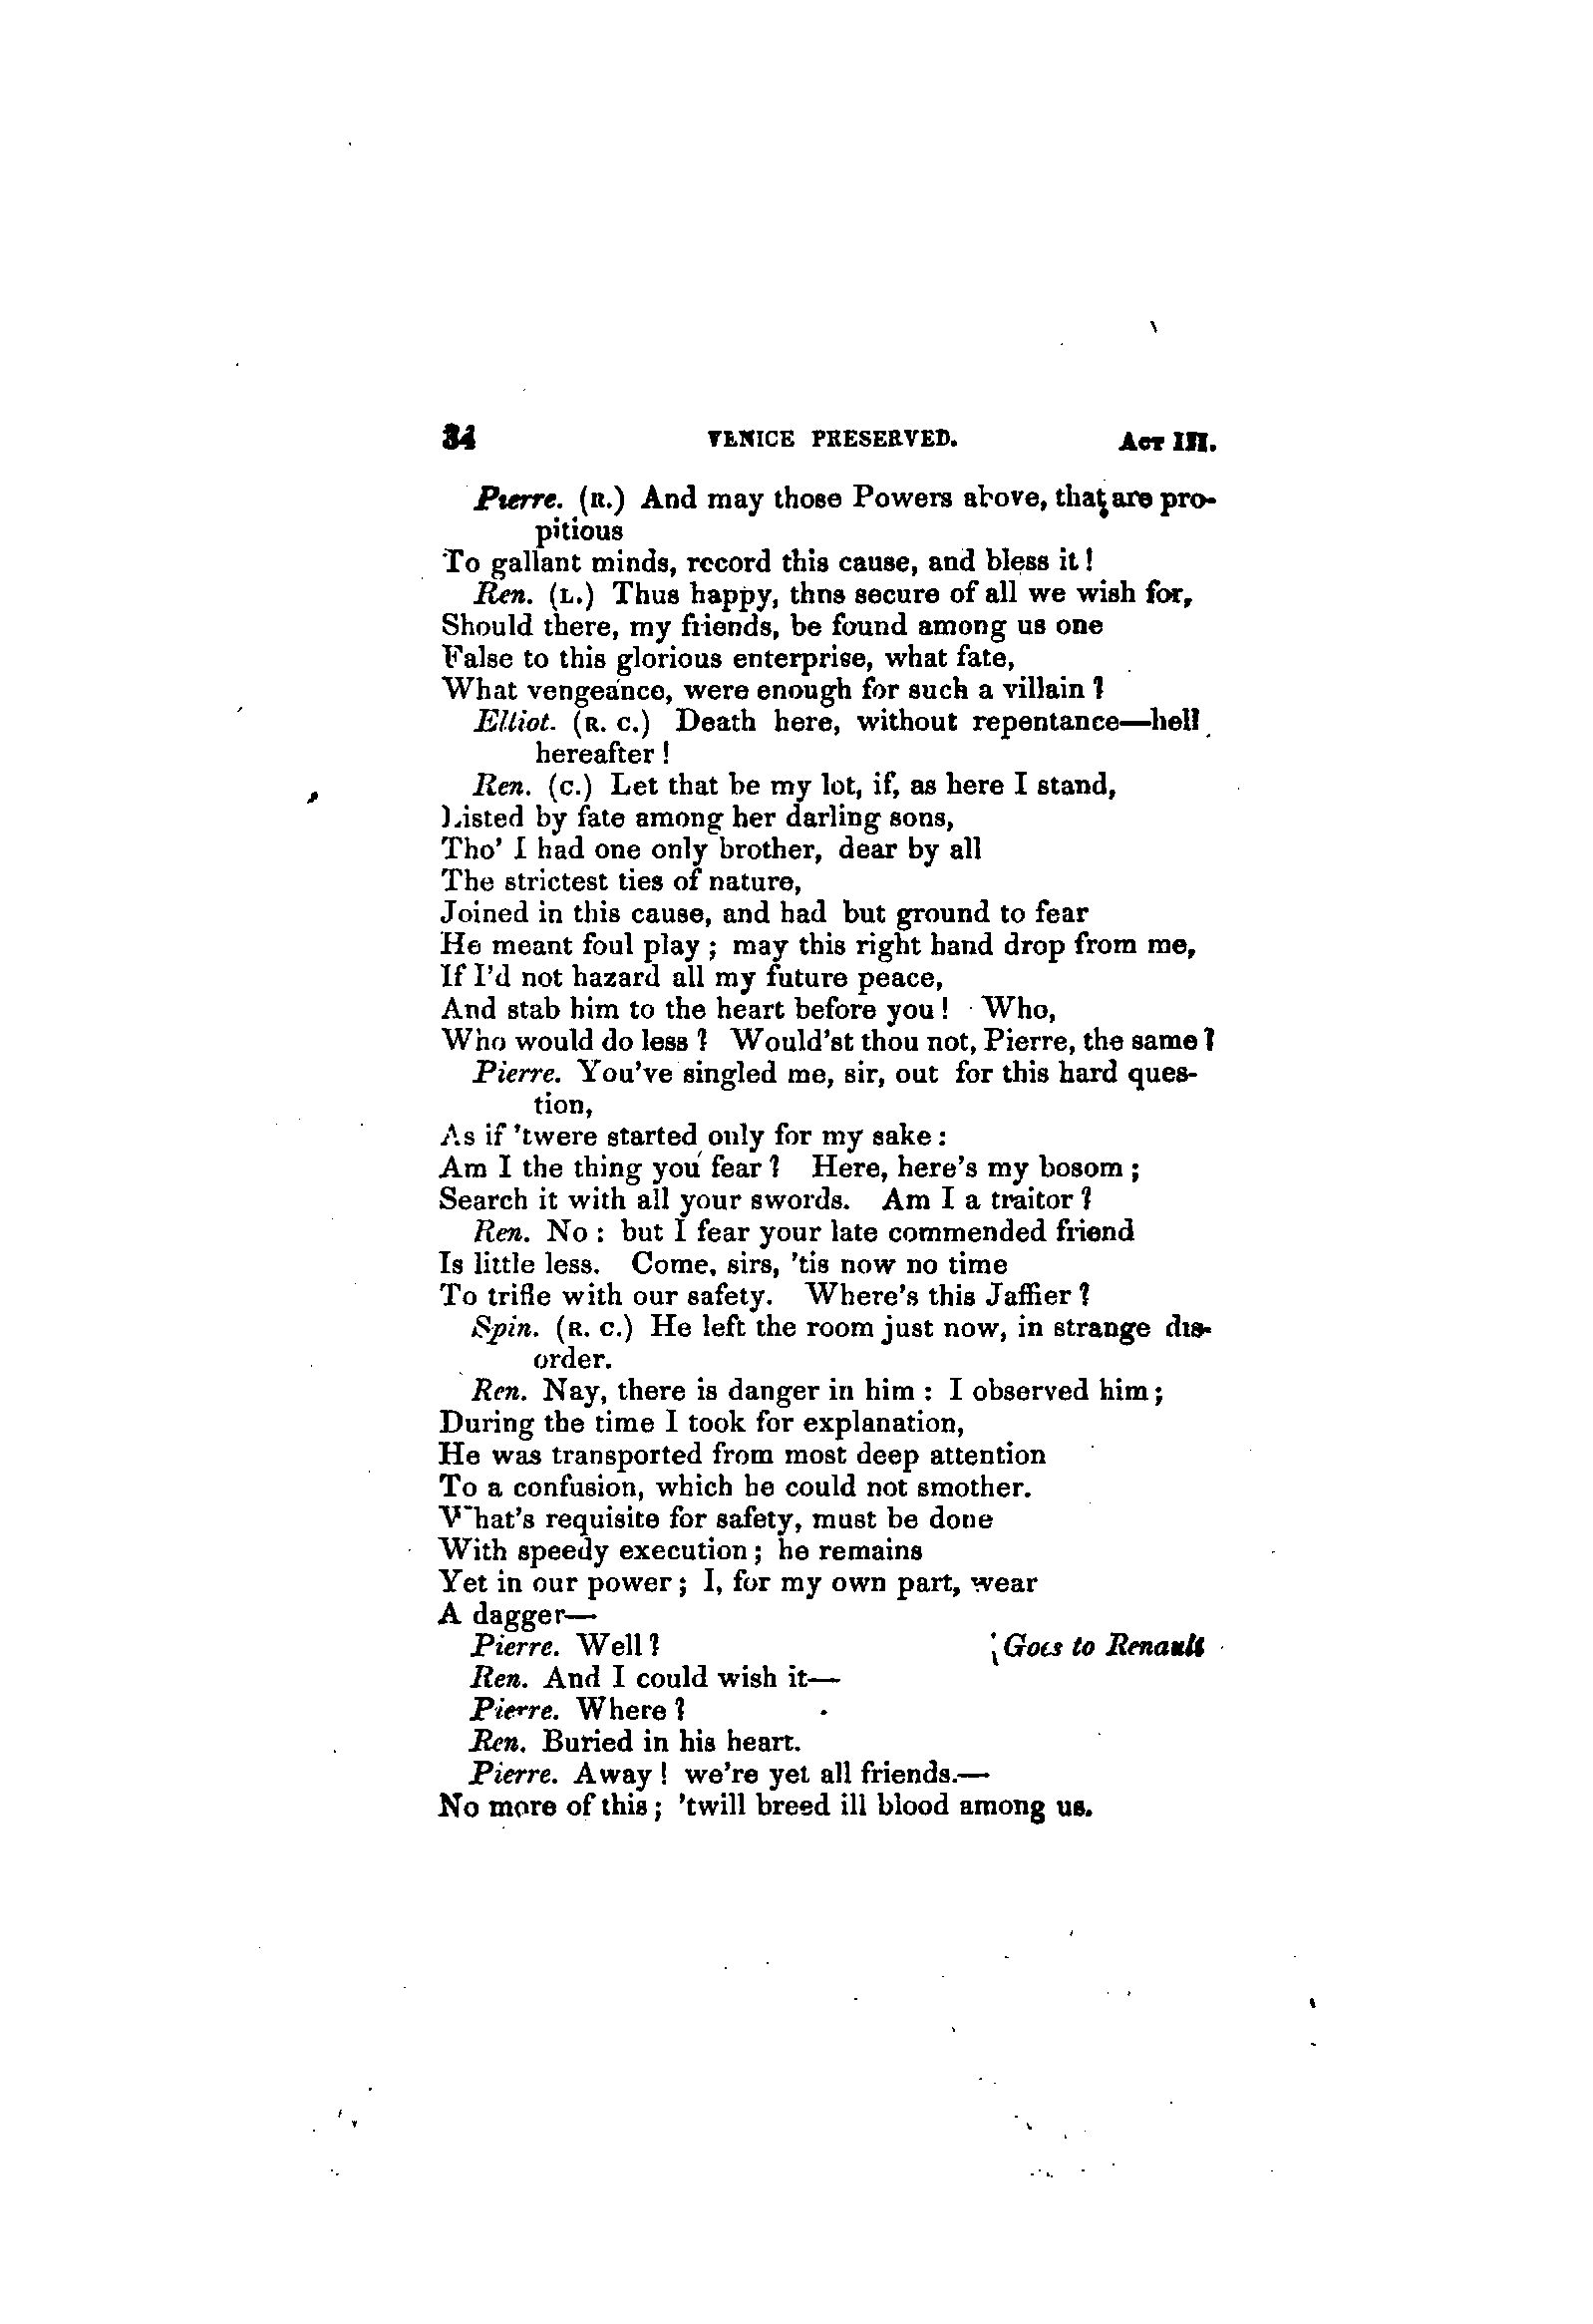 34 VENICE PRESERVED. ACT III.
Pierre. (R.) And may those Powers above, that are pro-
pitious
To gallant minds, record this cause, and bless it!
Ren. (L.) Thus happy, thns secure of all we wish for,
Should there, my friends, be found among us one
False to this glorious enterprise, what fate,
What vengeance, were enough for such a villain?
Elliot. (R. C.) Death here, without repentance—hell
hereafter!
Ren. (C.) Let that be my lot, if, as here I stand,
Listed by fate among her darling sons,
Tho' I had one only brother, dear by all
The strictest ties of nature,
Joined in this cause, and had but ground to fear
He meant foul play; may this right hand drop from me,
If I'd not hazard all my future peace,
And stab him to the heart before you! Who,
Who would do less? Would'st thou not, Pierre, the same?
Pierre. You've singled me, sir, out for this hard ques-
tion,
As if 'twere started only for my sake:
Am I the thing you fear? Here, here's my bosom;
Search it with all your swords. Am I a traitor?
Ren. No: but I fear your late commended friend
Is little less. Come, sirs, 'tis now no time
To trifle with our safety. Where's this Jaffier?
Spin. (R. C.) He left the room just now, in strange dis-
order.
Ren. Nay, there is danger in him: I observed him;
During the time I took for explanation,
He was transported from most deep attention
To a confusion, which he could not smother.
What's requisite for safety, must be done
With speedy execution; he remains
Yet in our power; I, for my own part, wear
A dagger—
Pierre. Well? [Goes to Renault
Ren. And I could wish it—
Pierre. Where?
Ren. Buried in his heart.
Pierre. Away! we're yet all friends.—
No more of this; 'twill breed ill blood among us.